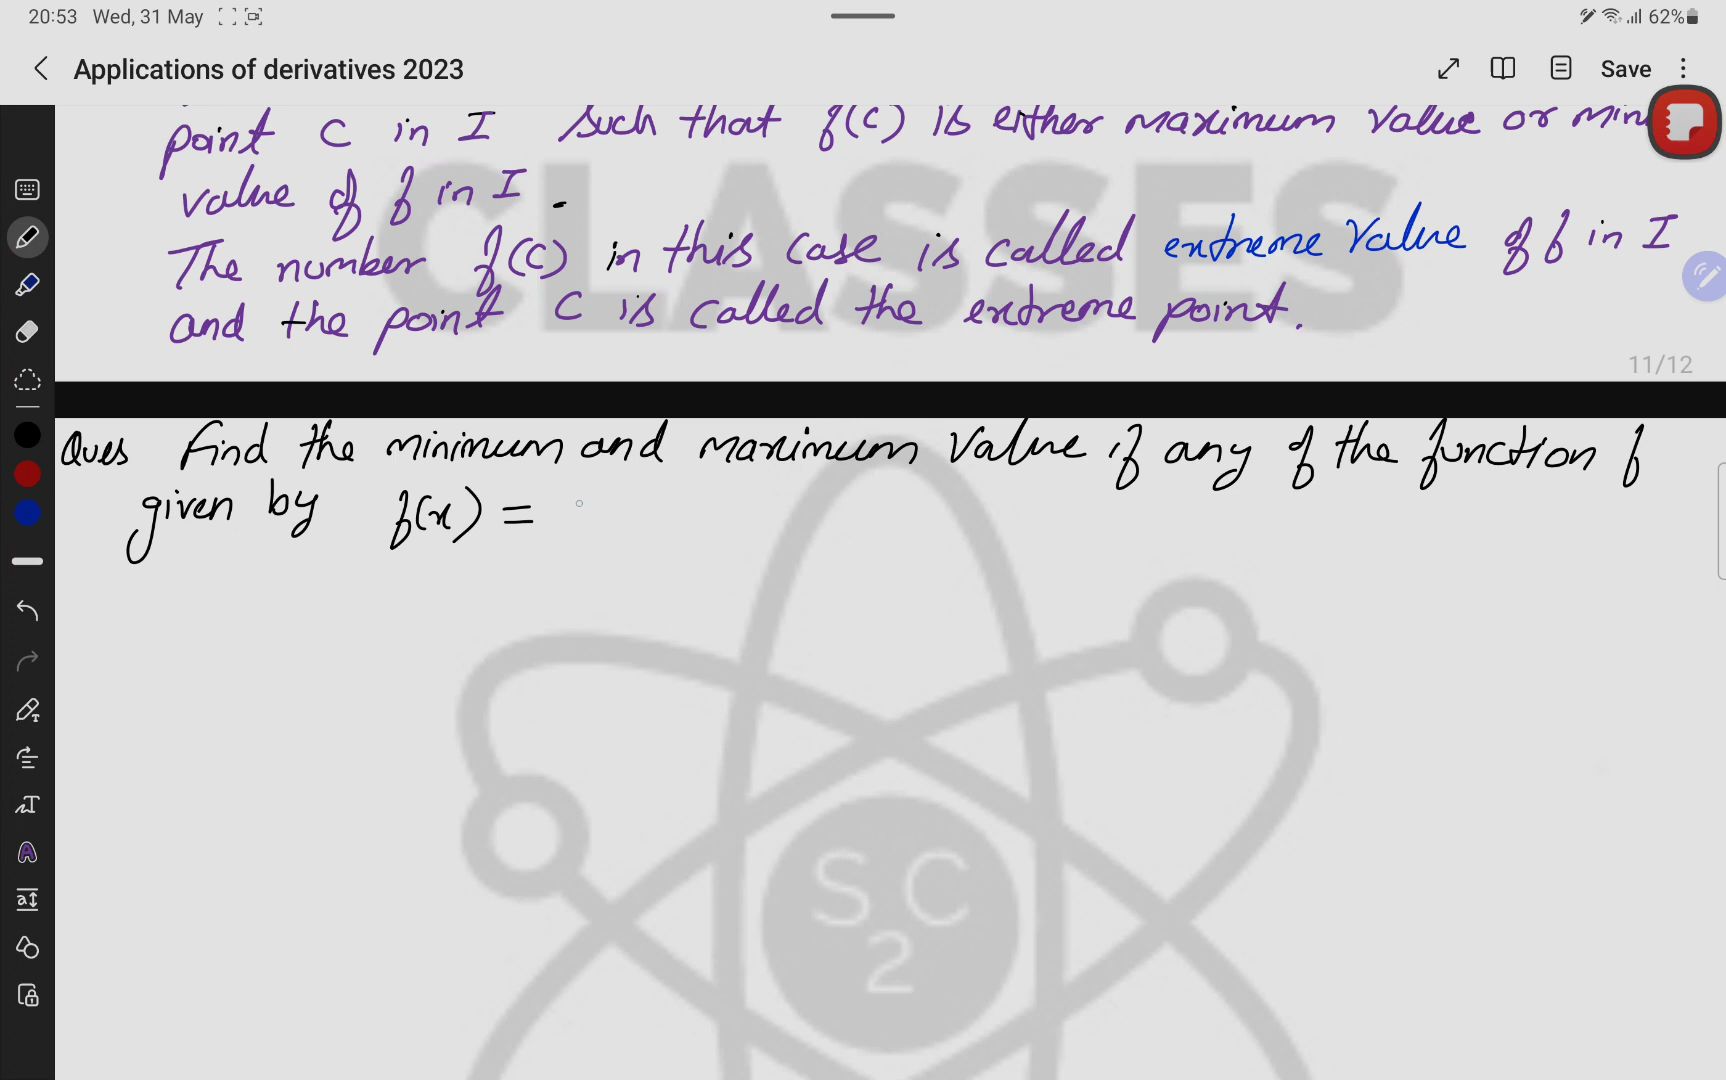 20:53 Wed, 31 May 62%
Applications of derivatives 2023 Save
point C in I such that f(c) is either maximum value or min
value of f in I.
The number f(c) in this case is called extreme value of f in I
and the point C is called the extreme point.
11/12
Ques find the minimum and maximum value if any of the function f
given by f(x) =
CLASSES
SC
2